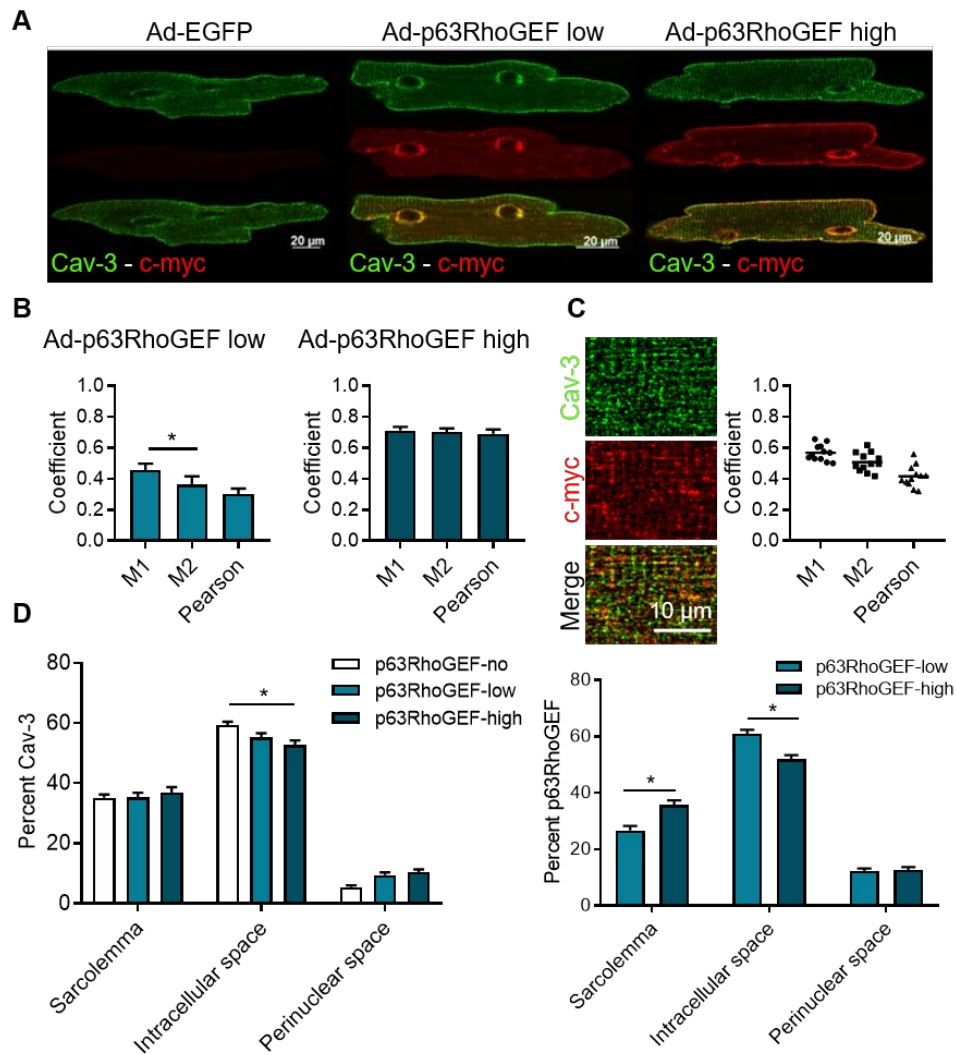 A
Ad-EGFP
Ad-p63RhoGEF low
Ad-p63RhoGEF high
20 µm
20 µm
20 µm
Cav-3 - c-myc
Cav-3 - c-myc
Cav-3 - c-myc
B
Ad-p63RhoGEF low
Ad-p63RhoGEF high
Coefficient
1.0
0.8
0.6
0.4
0.2
0.0
*
M1
M2
Pearson
Coefficient
1.0
0.8
0.6
0.4
0.2
0.0
M1
M2
Pearson
C
Cav-3
c-myc
Merge
10 µm
Coefficient
1.0
0.8
0.6
0.4
0.2
0.0
M1
M2
Pearson
D
Percent Cav-3
80
60
40
20
0
*
p63RhoGEF-no
p63RhoGEF-low
p63RhoGEF-high
Sarcolemma
Intracellular space
Perinuclear space
Percent p63RhoGEF
80
60
40
20
0
*
*
p63RhoGEF-low
p63RhoGEF-high
Sarcolemma
Intracellular space
Perinuclear space